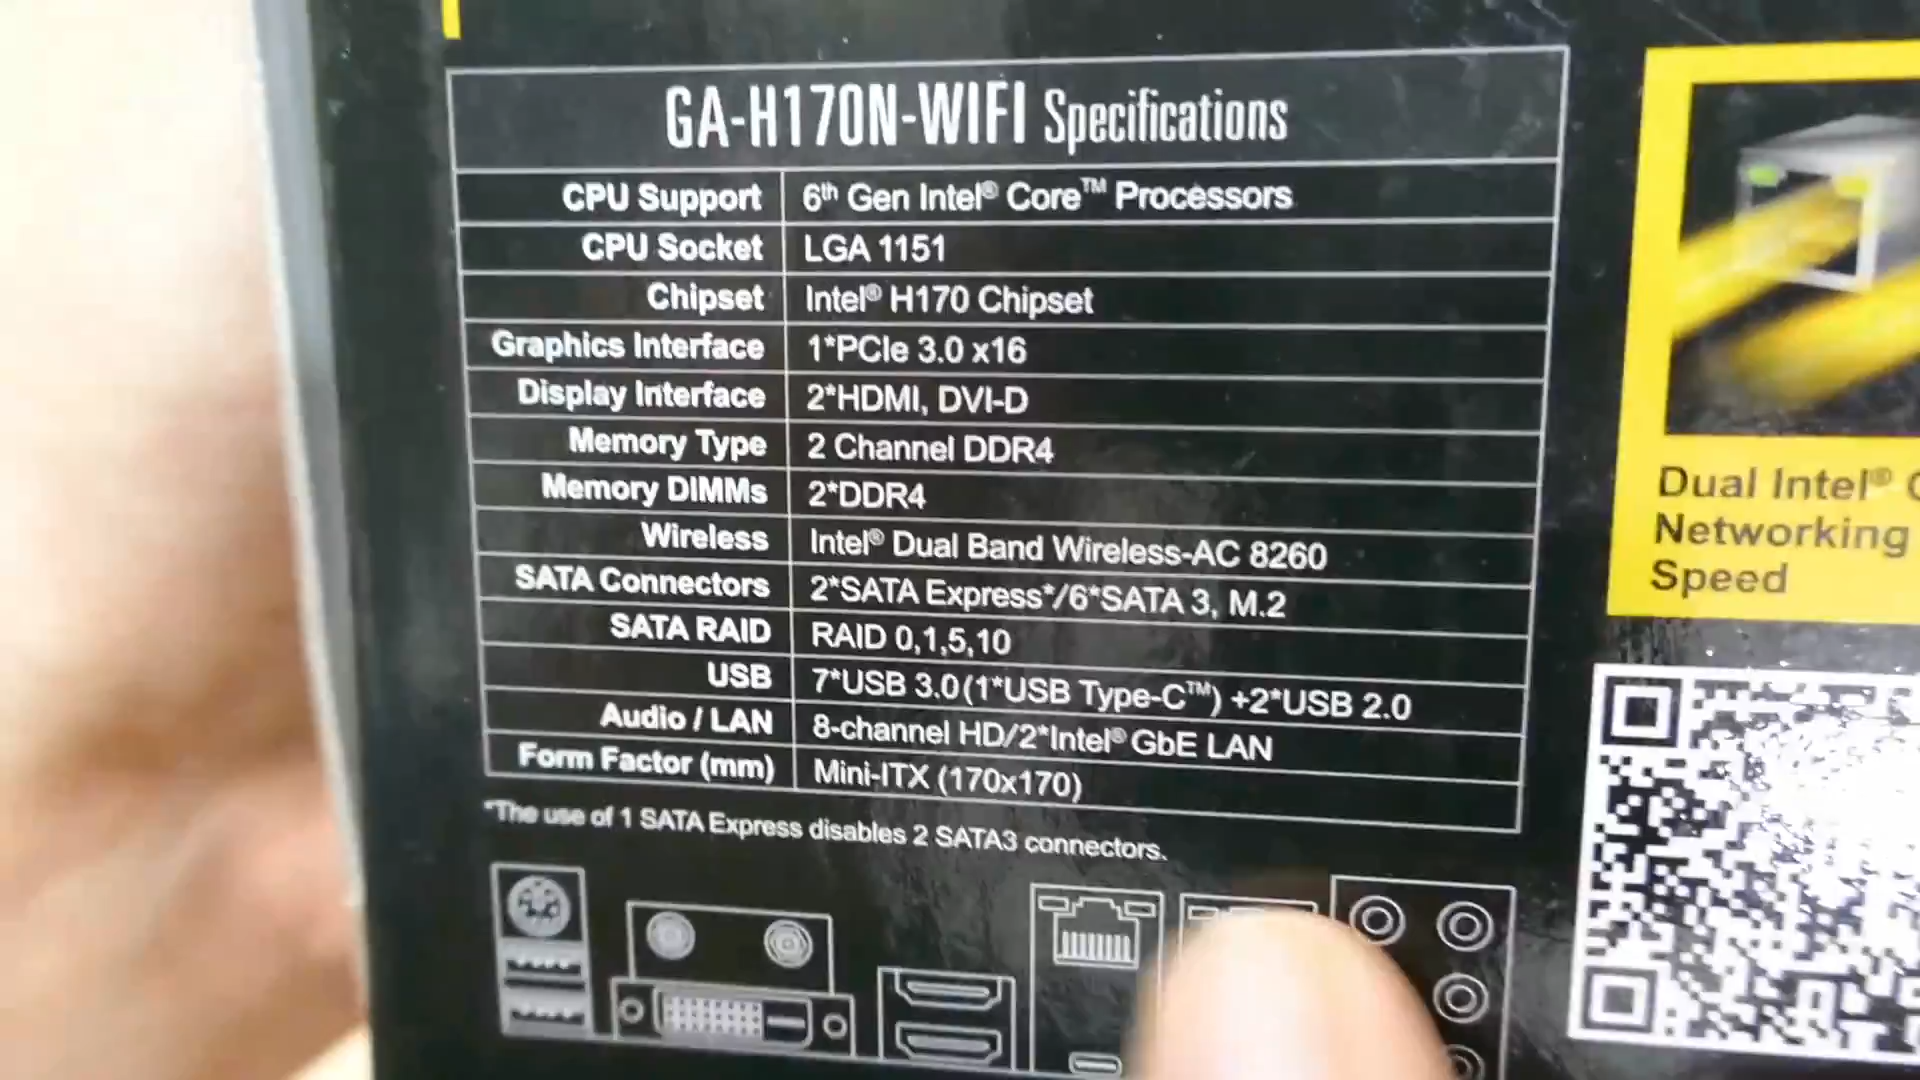 GA-H170N-WIFI Specifications
CPU Support 6th Gen Intel® Core™ Processors
CPU Socket LGA 1151
Chipset Intel® H170 Chipset
Graphics Interface 1*PCIe 3.0 x16
Display Interface 2*HDMI, DVI-D
Memory Type 2 Channel DDR4
Memory DIMMs 2*DDR4
Wireless Intel® Dual Band Wireless-AC 8260
SATA Connectors 2*SATA Express*/6*SATA 3, M.2
SATA RAID RAID 0,1,5,10
USB 7*USB 3.0(1*USB Type-C™) +2*USB 2.0
Audio / LAN 8-channel HD/2*Intel® GbE LAN
Form Factor (mm) Mini-ITX (170x170)
*The use of 1 SATA Express disables 2 SATA3 connectors.
Dual Intel®
Networking
Speed